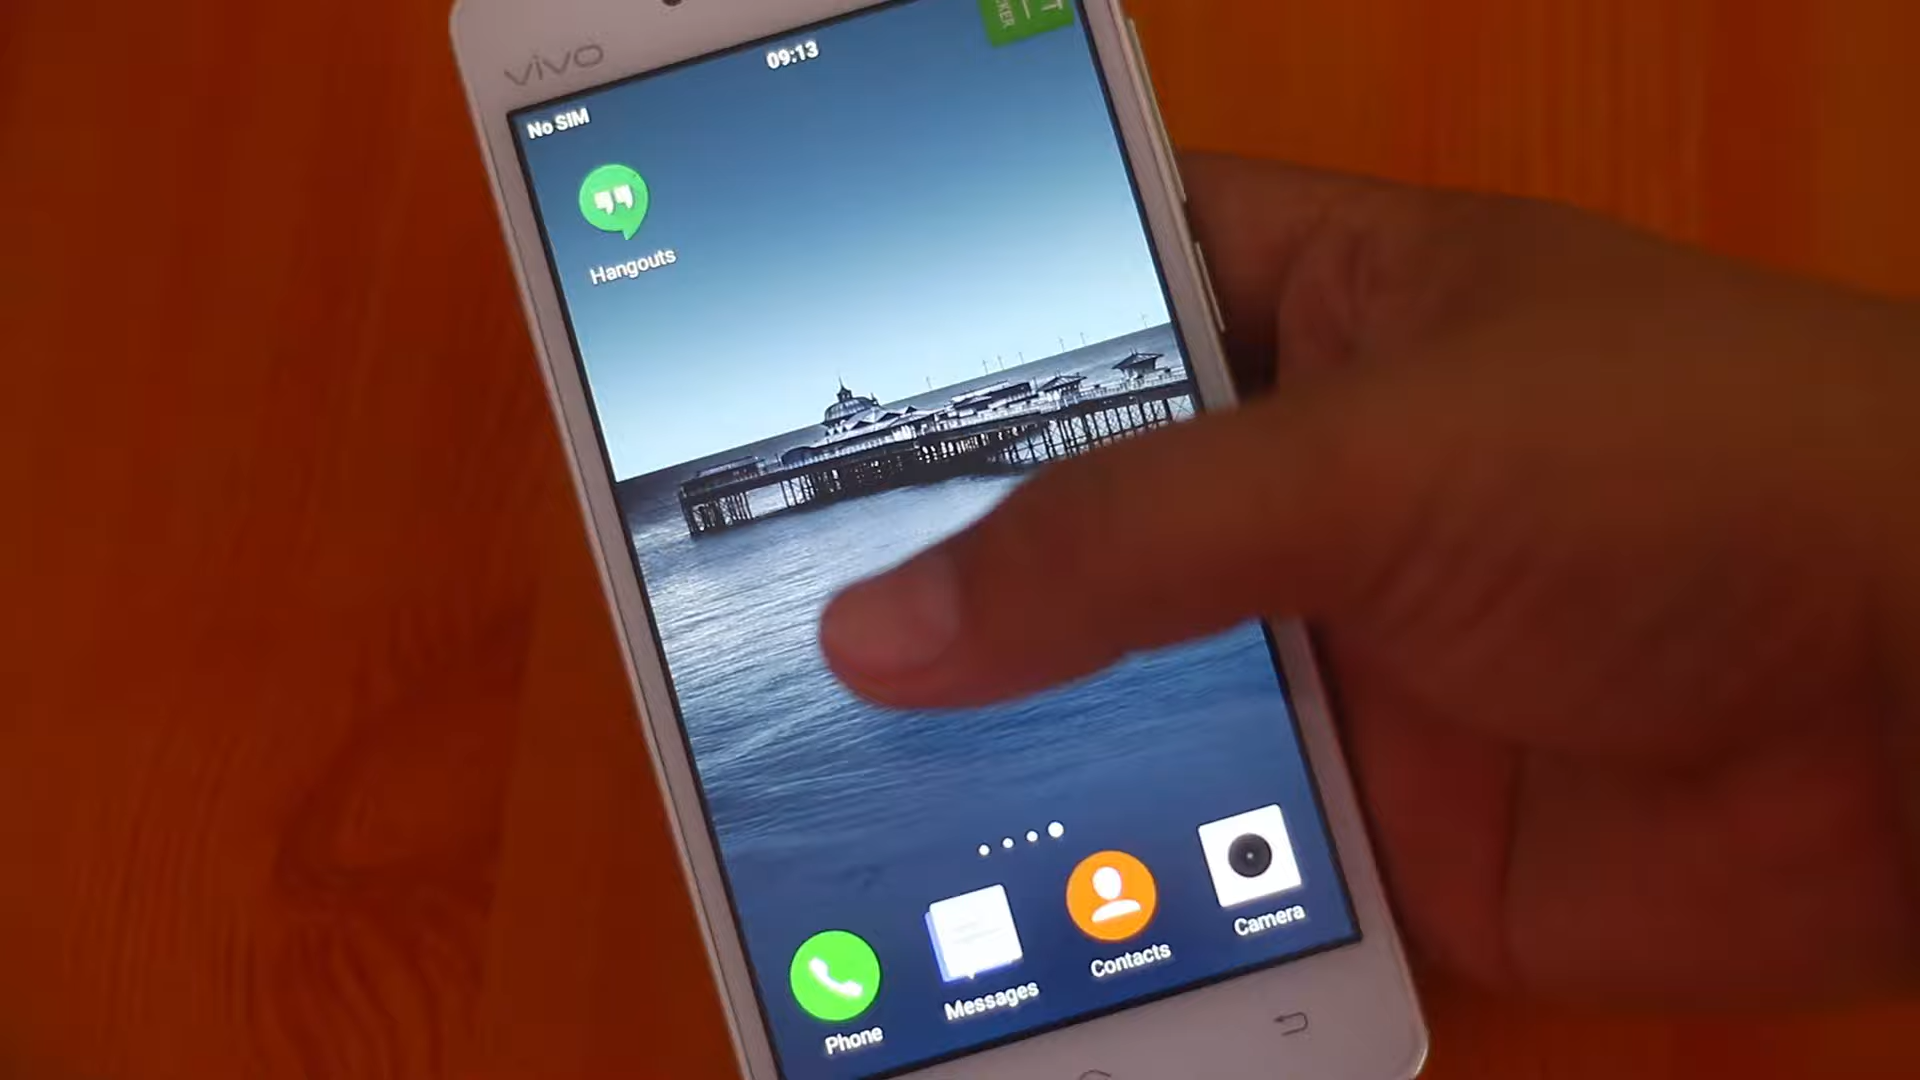 vivo
09:13
No SIM
Hangouts
Phone
Messages
Contacts
Camera